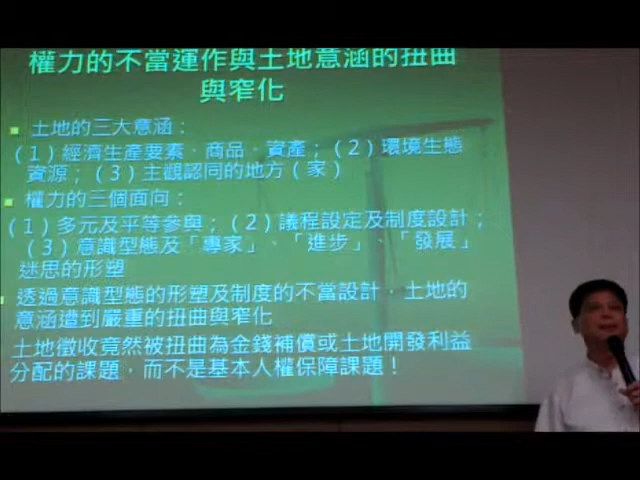 權力的不當運作與土地意涵的扭曲
與窄化
土地的三大意涵：
（1）經濟生產要素、商品、資產；（2）環境生態
資源；（3）主觀認同的地方（家）
權力的三個面向：
（1）多元及平等參與；（2）議程設定及制度設計；
（3）意識型態及「專家」、「進步」、「發展」
迷思的形塑
透過意識型態的形塑及制度的不當設計，土地的
意涵遭到嚴重的扭曲與窄化
土地徵收竟然被扭曲為金錢補償或土地開發利益
分配的課題，而不是基本人權保障課題！